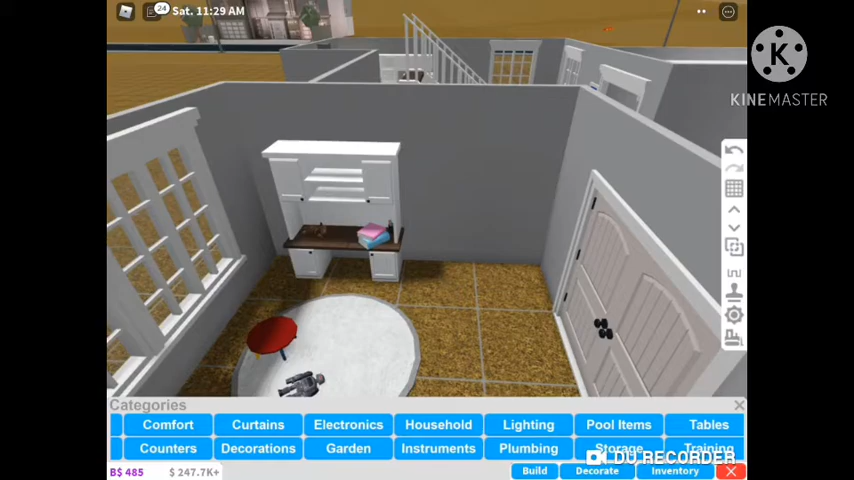 24 Sat. 11:29 AM
K
KINEMASTER
Categories
Comfort Curtains Electronics Household Lighting Pool Items Tables
Counters Decorations Garden Instruments Plumbing Storage Training
DU RECORDER
B$ 485 $ 247.7K+ Build Decorate Inventory